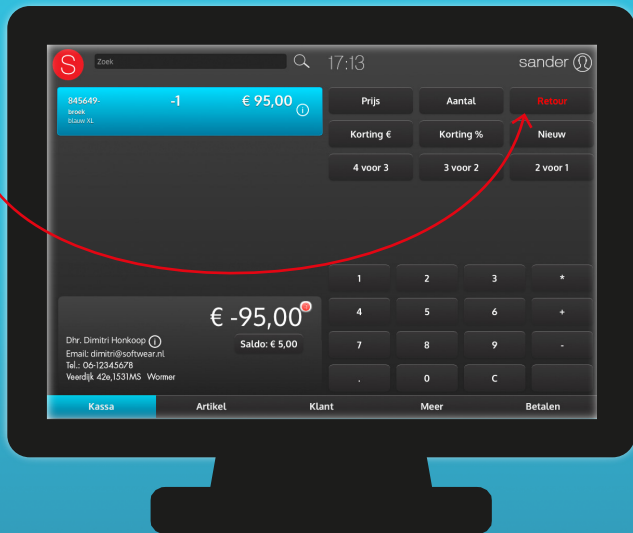 S
Zoek
17:13
sander
845649-
broek
blauw XL
-1
€ 95,00
Prijs
Aantal
Retour
Korting €
Korting %
Nieuw
4 voor 3
3 voor 2
2 voor 1
1
2
3
*
4
5
6
+
7
8
9
-
.
0
C
€ -95,00
Saldo: € 5,00
Dhr. Dimitri Honkoop
Email: dimitri@softwear.nl
Tel.: 06-12345678
Veerdijk 42e,1531MS Wormer
Kassa
Artikel
Klant
Meer
Betalen